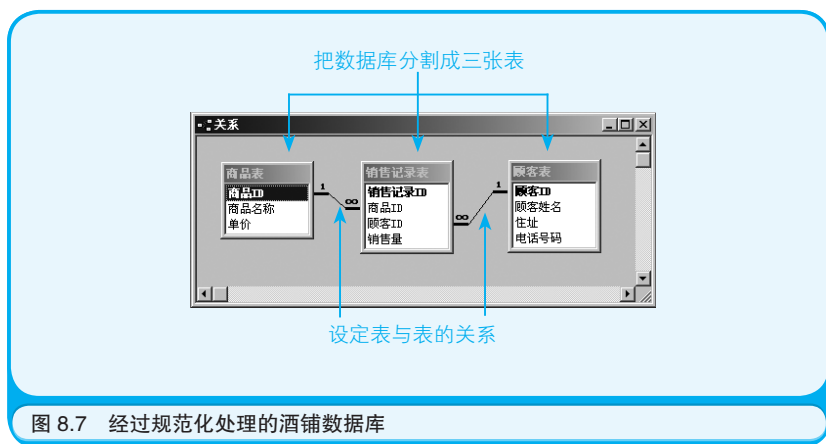 把数据库分割成三张表
关系
商品表
商品ID
商品名称
单价
1
∞
销售记录表
销售记录ID
商品ID
顾客ID
销售量
∞
1
顾客表
顾客ID
顾客姓名
住址
电话号码
设定表与表的关系
图 8.7 经过规范化处理的酒铺数据库